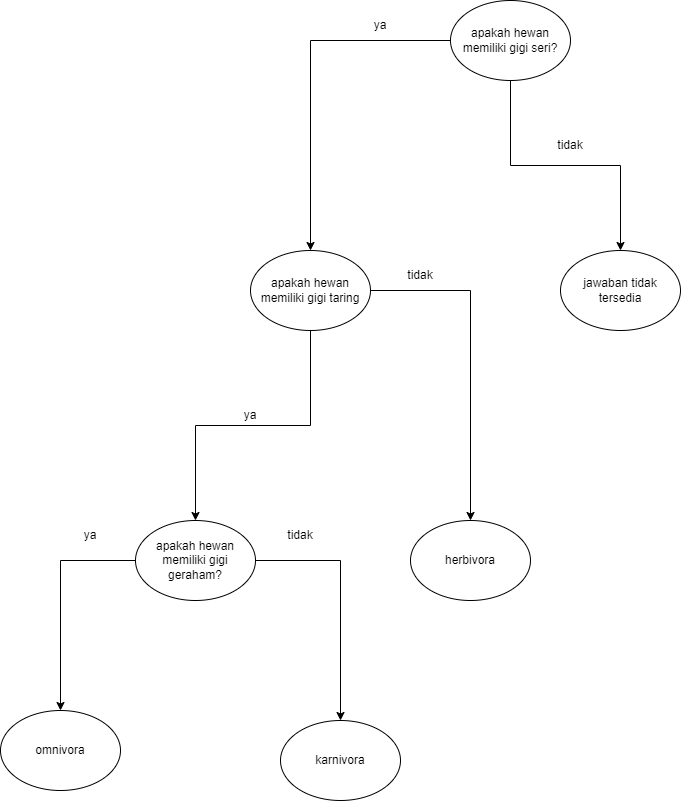 ya
apakah hewan
memiliki gigi seri?
tidak
apakah hewan
memiliki gigi taring
tidak
jawaban tidak
tersedia
ya
ya
apakah hewan
memiliki gigi
geraham?
tidak
herbivora
omnivora
karnivora